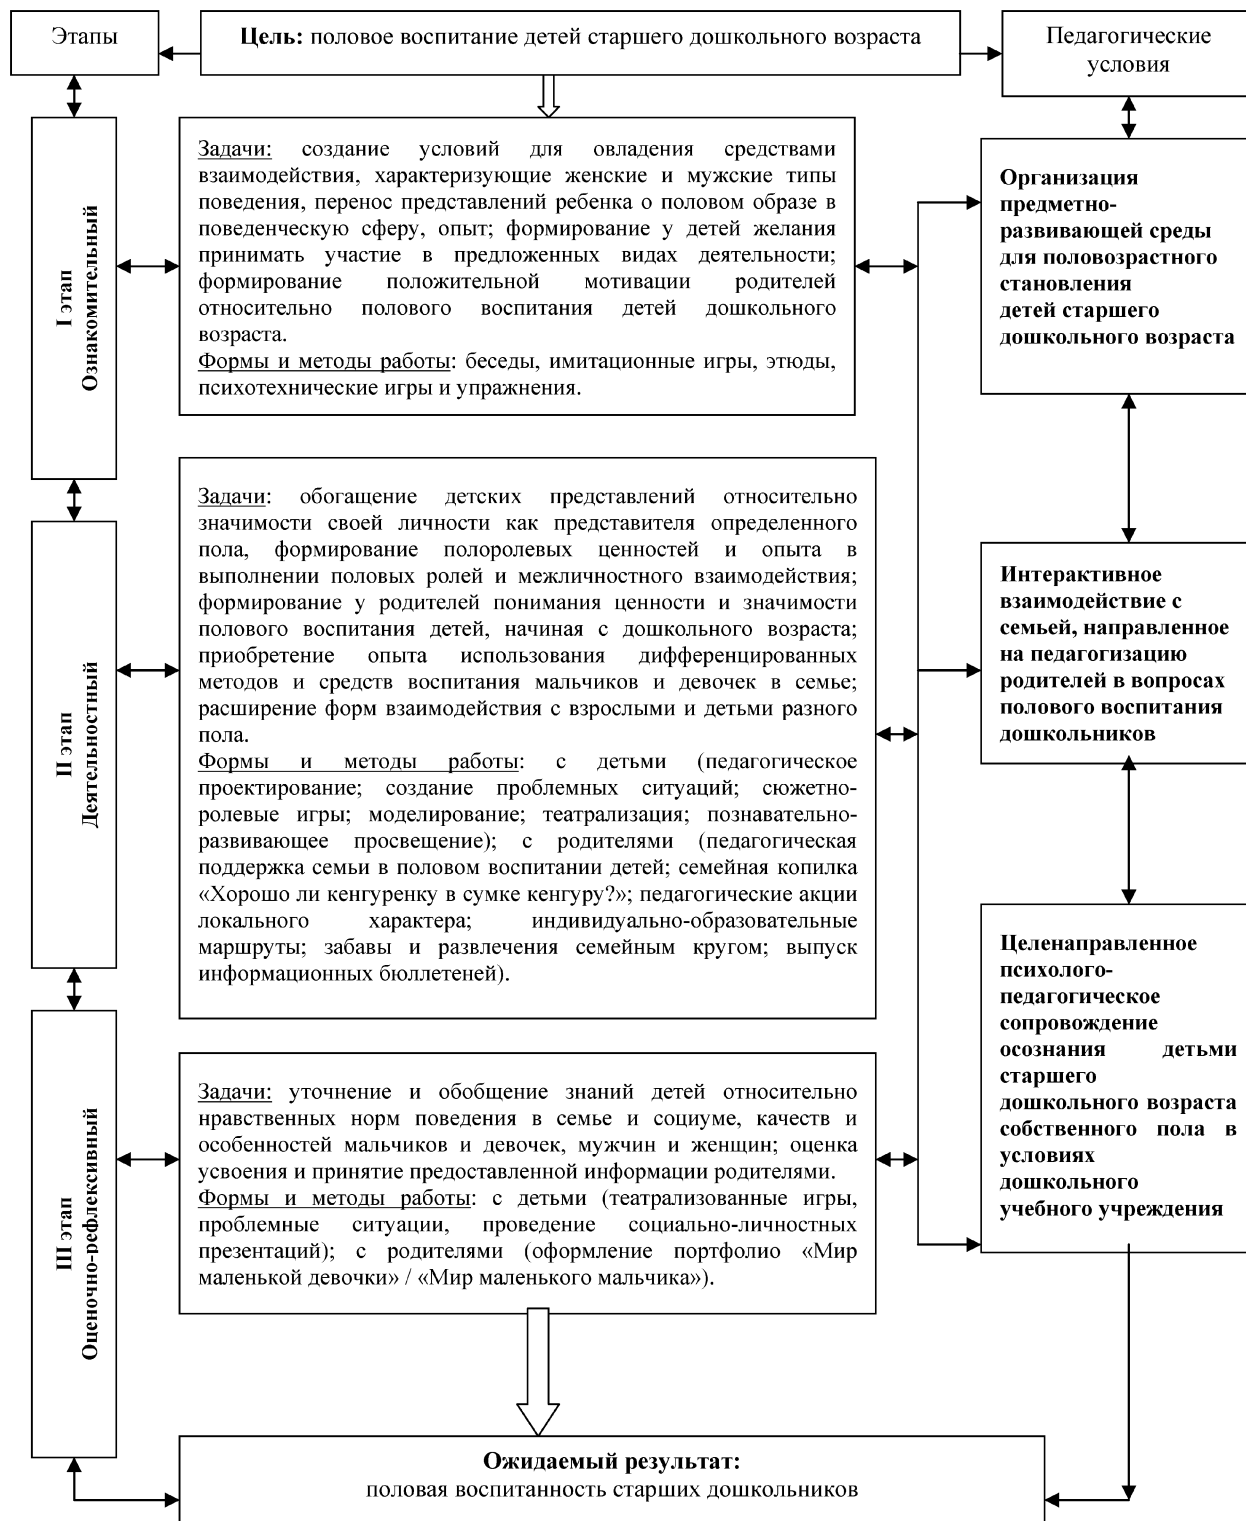 Этапы
Цель: половое воспитание детей старшего дошкольного возраста
Педагогические
условия
I этап
Ознакомительный
Задачи: создание условий для овладения средствами
взаимодействия, характеризующие женские и мужские типы
поведения, перенос представлений ребенка о половом образе в
поведенческую сферу, опыт; формирование у детей желания
принимать участие в предложенных видах деятельности;
формирование положительной мотивации родителей
относительно полового воспитания детей дошкольного
возраста.
Формы и методы работы: беседы, имитационные игры, этюды,
психотехнические игры и упражнения.
Организация
предметно-
развивающей среды
для половозрастного
становления
детей старшего
дошкольного возраста
II этап
Деятельностный
Задачи: обогащение детских представлений относительно
значимости своей личности как представителя определенного
пола, формирование полоролевых ценностей и опыта в
выполнении половых ролей и межличностного взаимодействия;
формирование у родителей понимания ценности и значимости
полового воспитания детей, начиная с дошкольного возраста;
приобретение опыта использования дифференцированных
методов и средств воспитания мальчиков и девочек в семье;
расширение форм взаимодействия с взрослыми и детьми разного
пола.
Формы и методы работы: с детьми (педагогическое
проектирование; создание проблемных ситуаций; сюжетно-
ролевые игры; моделирование; театрализация; познавательно-
развивающее просвещение); с родителями (педагогическая
поддержка семьи в половом воспитании детей; семейная копилка
«Хорошо ли кенгуренку в сумке кенгуру?»; педагогические акции
локального характера; индивидуально-образовательные
маршруты; забавы и развлечения семейным кругом; выпуск
информационных бюллетеней).
Интерактивное
взаимодействие с
семьей, направленное
на педагогизацию
родителей в вопросах
полового воспитания
дошкольников
III этап
Оценочно-рефлексивный
Задачи: уточнение и обобщение знаний детей относительно
нравственных норм поведения в семье и социуме, качеств и
особенностей мальчиков и девочек, мужчин и женщин; оценка
усвоения и принятие предоставленной информации родителями.
Формы и методы работы: с детьми (театрализованные игры,
проблемные ситуации, проведение социально-личностных
презентаций); с родителями (оформление портфолио «Мир
маленькой девочки» / «Мир маленького мальчика»).
Целенаправленное
психолого-
педагогическое
сопровождение
осознания детьми
старшего
дошкольного возраста
собственного пола в
условиях
дошкольного
учебного учреждения
Ожидаемый результат:
половая воспитанность старших дошкольников